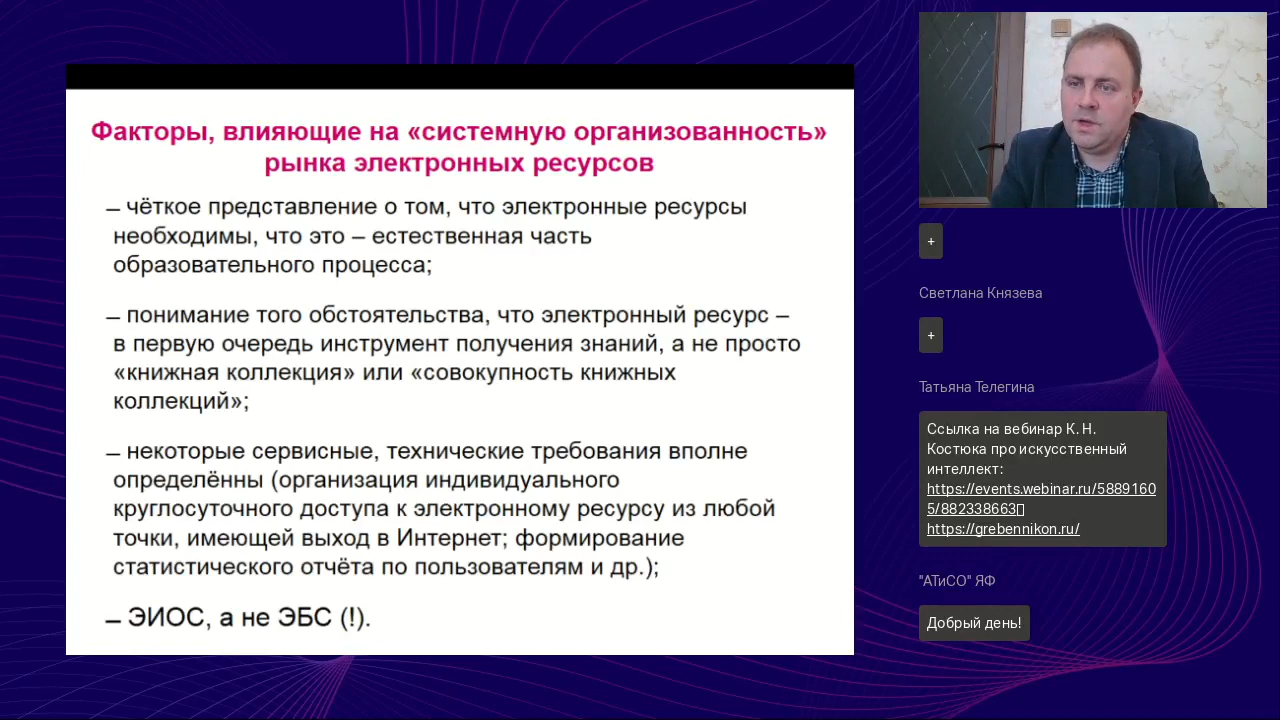 Факторы, влияющие на «системную организованность»
рынка электронных ресурсов
– чёткое представление о том, что электронные ресурсы
необходимы, что это – естественная часть
образовательного процесса;
– понимание того обстоятельства, что электронный ресурс –
в первую очередь инструмент получения знаний, а не просто
«книжная коллекция» или «совокупность книжных
коллекций»;
– некоторые сервисные, технические требования вполне
определённы (организация индивидуального
круглосуточного доступа к электронному ресурсу из любой
точки, имеющей выход в Интернет; формирование
статистического отчёта по пользователям и др.);
– ЭИОС, а не ЭБС (!).
+
Светлана Князева
+
Татьяна Телегина
Ссылка на вебинар К. Н.
Костюка про искусственный
интеллект:
https://events.webinar.ru/5889160
5/882338663
https://grebennikon.ru/
"АТиСО" ЯФ
Добрый день!